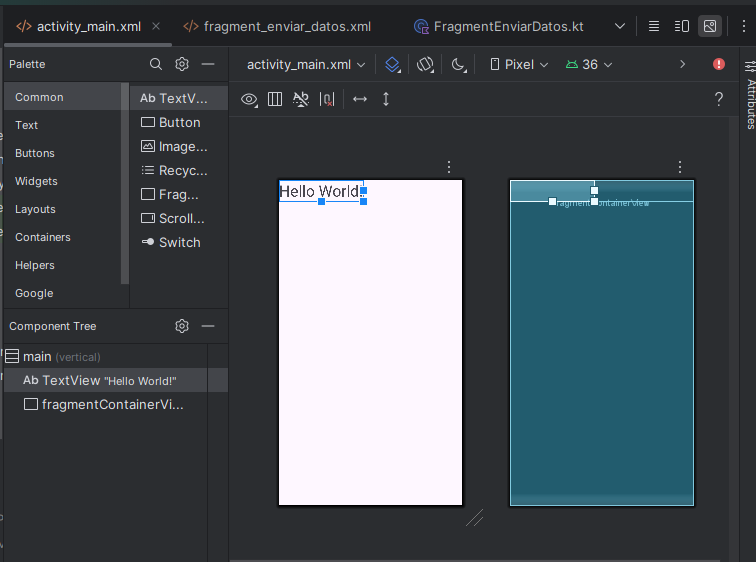 activity_main.xml
fragment_enviar_datos.xml
FragmentEnviarDatos.kt
Palette
activity_main.xml
Pixel
36
Common
Text
Buttons
Widgets
Layouts
Containers
Helpers
Google
Ab TextV...
Button
Image...
Recyc...
Frag...
Scroll...
Switch
?
Attributes
Hello World!
FragmentContainerView
Component Tree
main (vertical)
Ab TextView "Hello World!"
fragmentContainerVi...